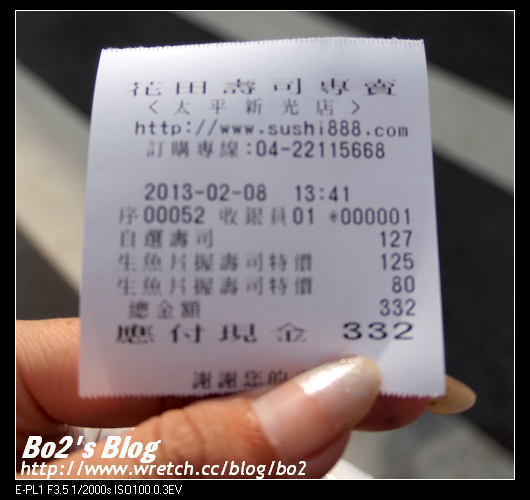 花田壽司專賣
＜太平新光店＞
http://www.sushi888.com
訂購專線:04-22115668
2013-02-08 13:41
序00052 收銀員01 *000001
自選壽司 127
生魚片握壽司特價 125
生魚片握壽司特價 80
總金額 332
應付現金 332
謝謝您的
Bo2's Blog
http://www.wretch.cc/blog/bo2
E-PL1 F3.5 1/2000s ISO100 0.3EV